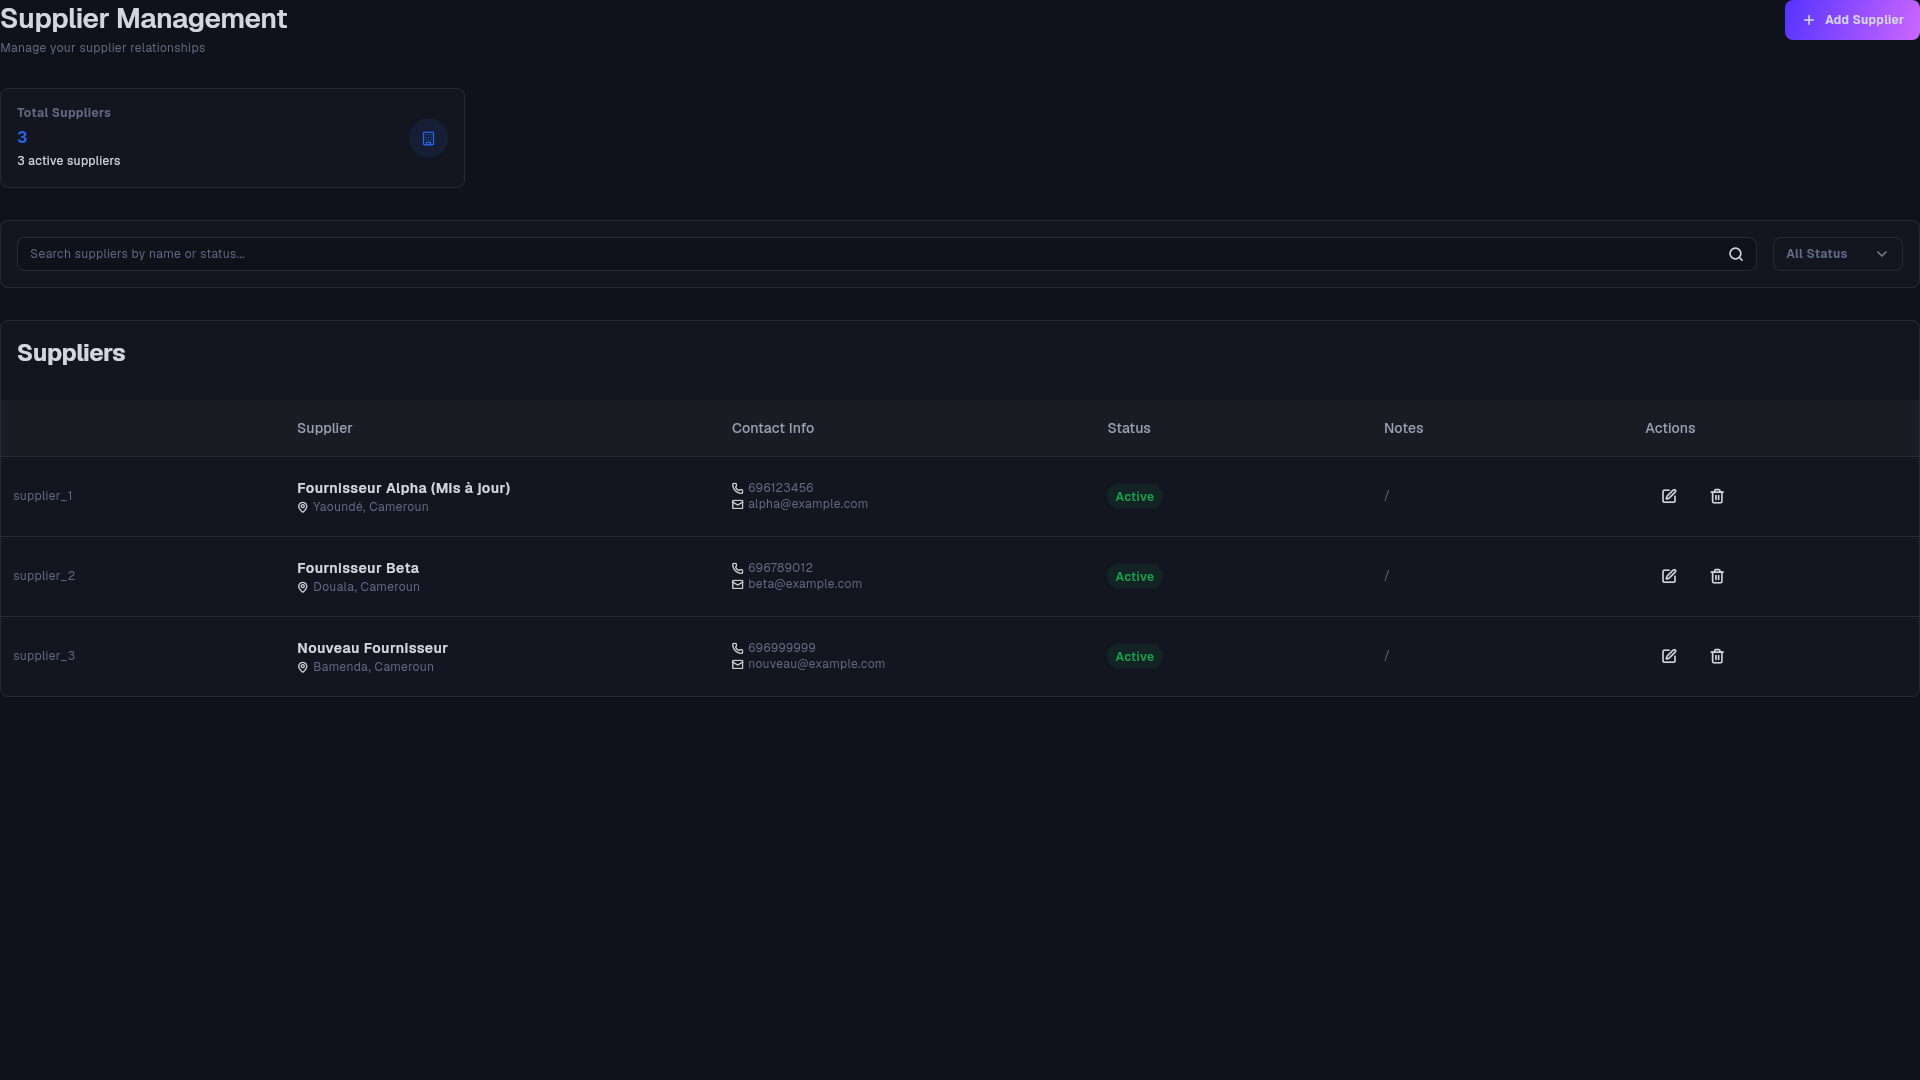 Supplier Management
Add Supplier
Manage your supplier relationships
Total Suppliers
3
3 active suppliers
Search suppliers by name or status...
All Status
Suppliers
Supplier Contact Info Status Notes Actions
supplier_1 Fournisseur Alpha (Mis à jour) 696123456 Active /
Yaoundé, Cameroun alpha@example.com
supplier_2 Fournisseur Beta 696789012 Active /
Douala, Cameroun beta@example.com
supplier_3 Nouveau Fournisseur 696999999 Active /
Bamenda, Cameroun nouveau@example.com